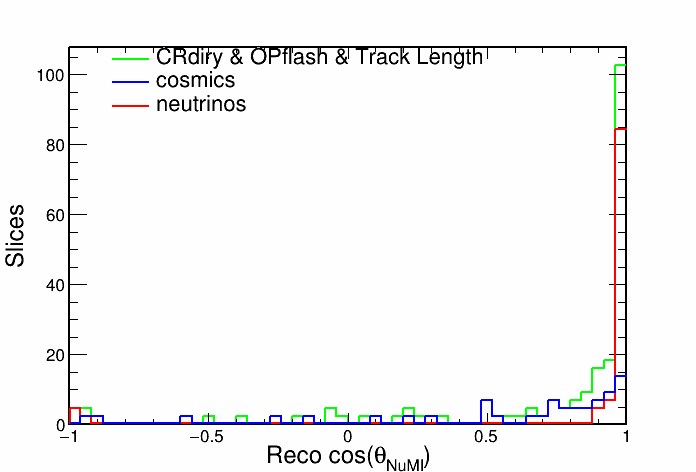 CRdiry & OPflash & Track Length
cosmics
neutrinos
Slices
100
80
60
40
20
0
−1
−0.5
0
0.5
1
Reco cos(θNuMI)